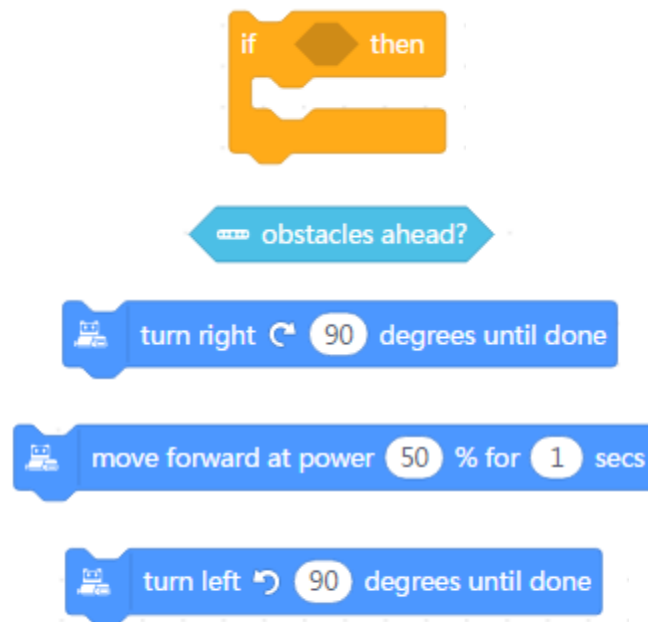 if then
obstacles ahead?
turn right 90 degrees until done
move forward at power 50 % for 1 secs
turn left 90 degrees until done